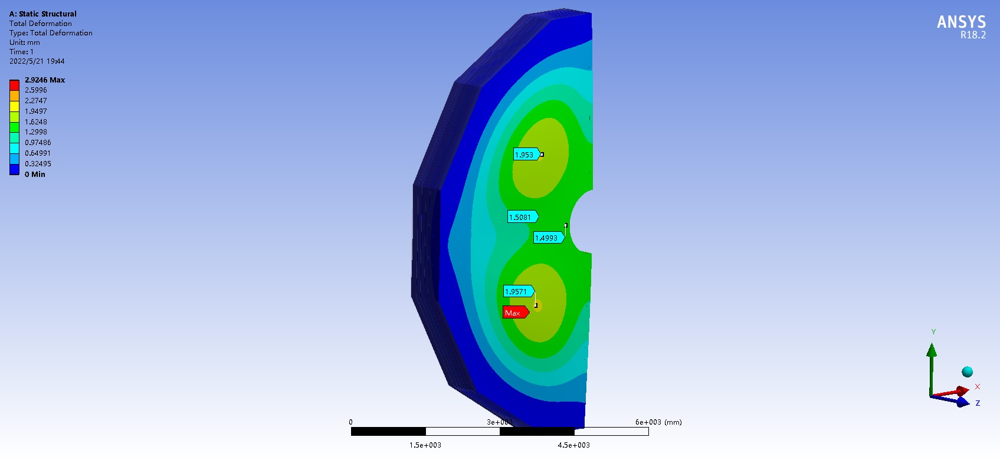 A: Static Structural
Total Deformation
Type: Total Deformation
Unit: mm
Time: 1
2022/5/21 19:44
ANSYS
R18.2
2.9246 Max
2.5996
2.2747
1.9497
1.6248
1.2998
0.97486
0.64991
0.32495
0 Min
1.953
1.5081
1.4993
1.9571
Max
Y
X
Z
0 3e+003 6e+003 (mm)
1.5e+003 4.5e+003